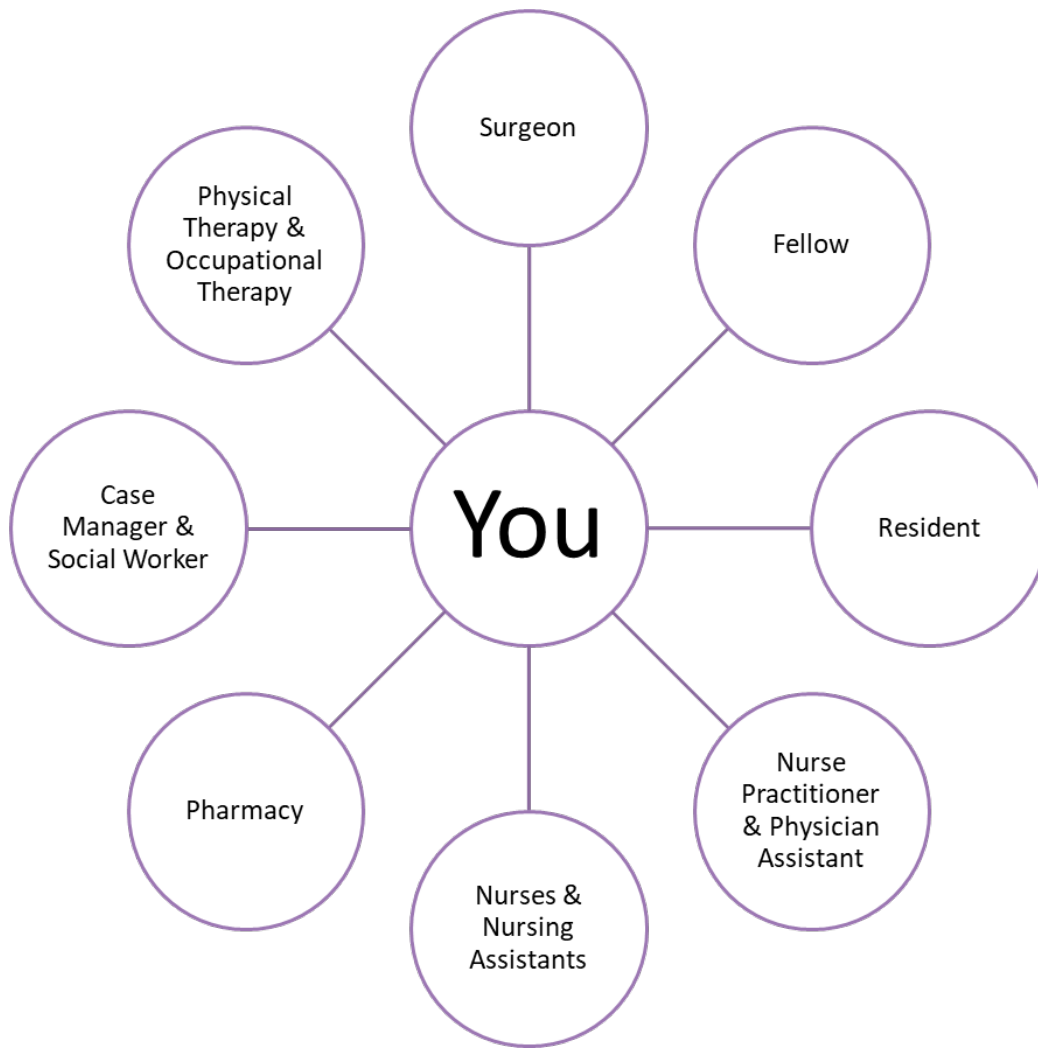 Surgeon
Fellow
Resident
Nurse
Practitioner
& Physician
Assistant
Nurses &
Nursing
Assistants
Pharmacy
Case
Manager &
Social Worker
Physical
Therapy &
Occupational
Therapy
You